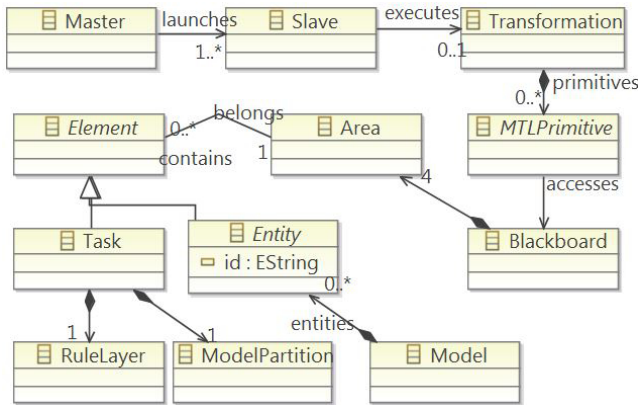 Master
launches
1..*
Slave
executes
0..1
Transformation
primitives
0..*
Element
0..*
belongs
contains
1
Area
4
MTLPrimitive
accesses
Task
Entity
id : EString
0..*
Blackboard
entities
1
RuleLayer
1
ModelPartition
Model